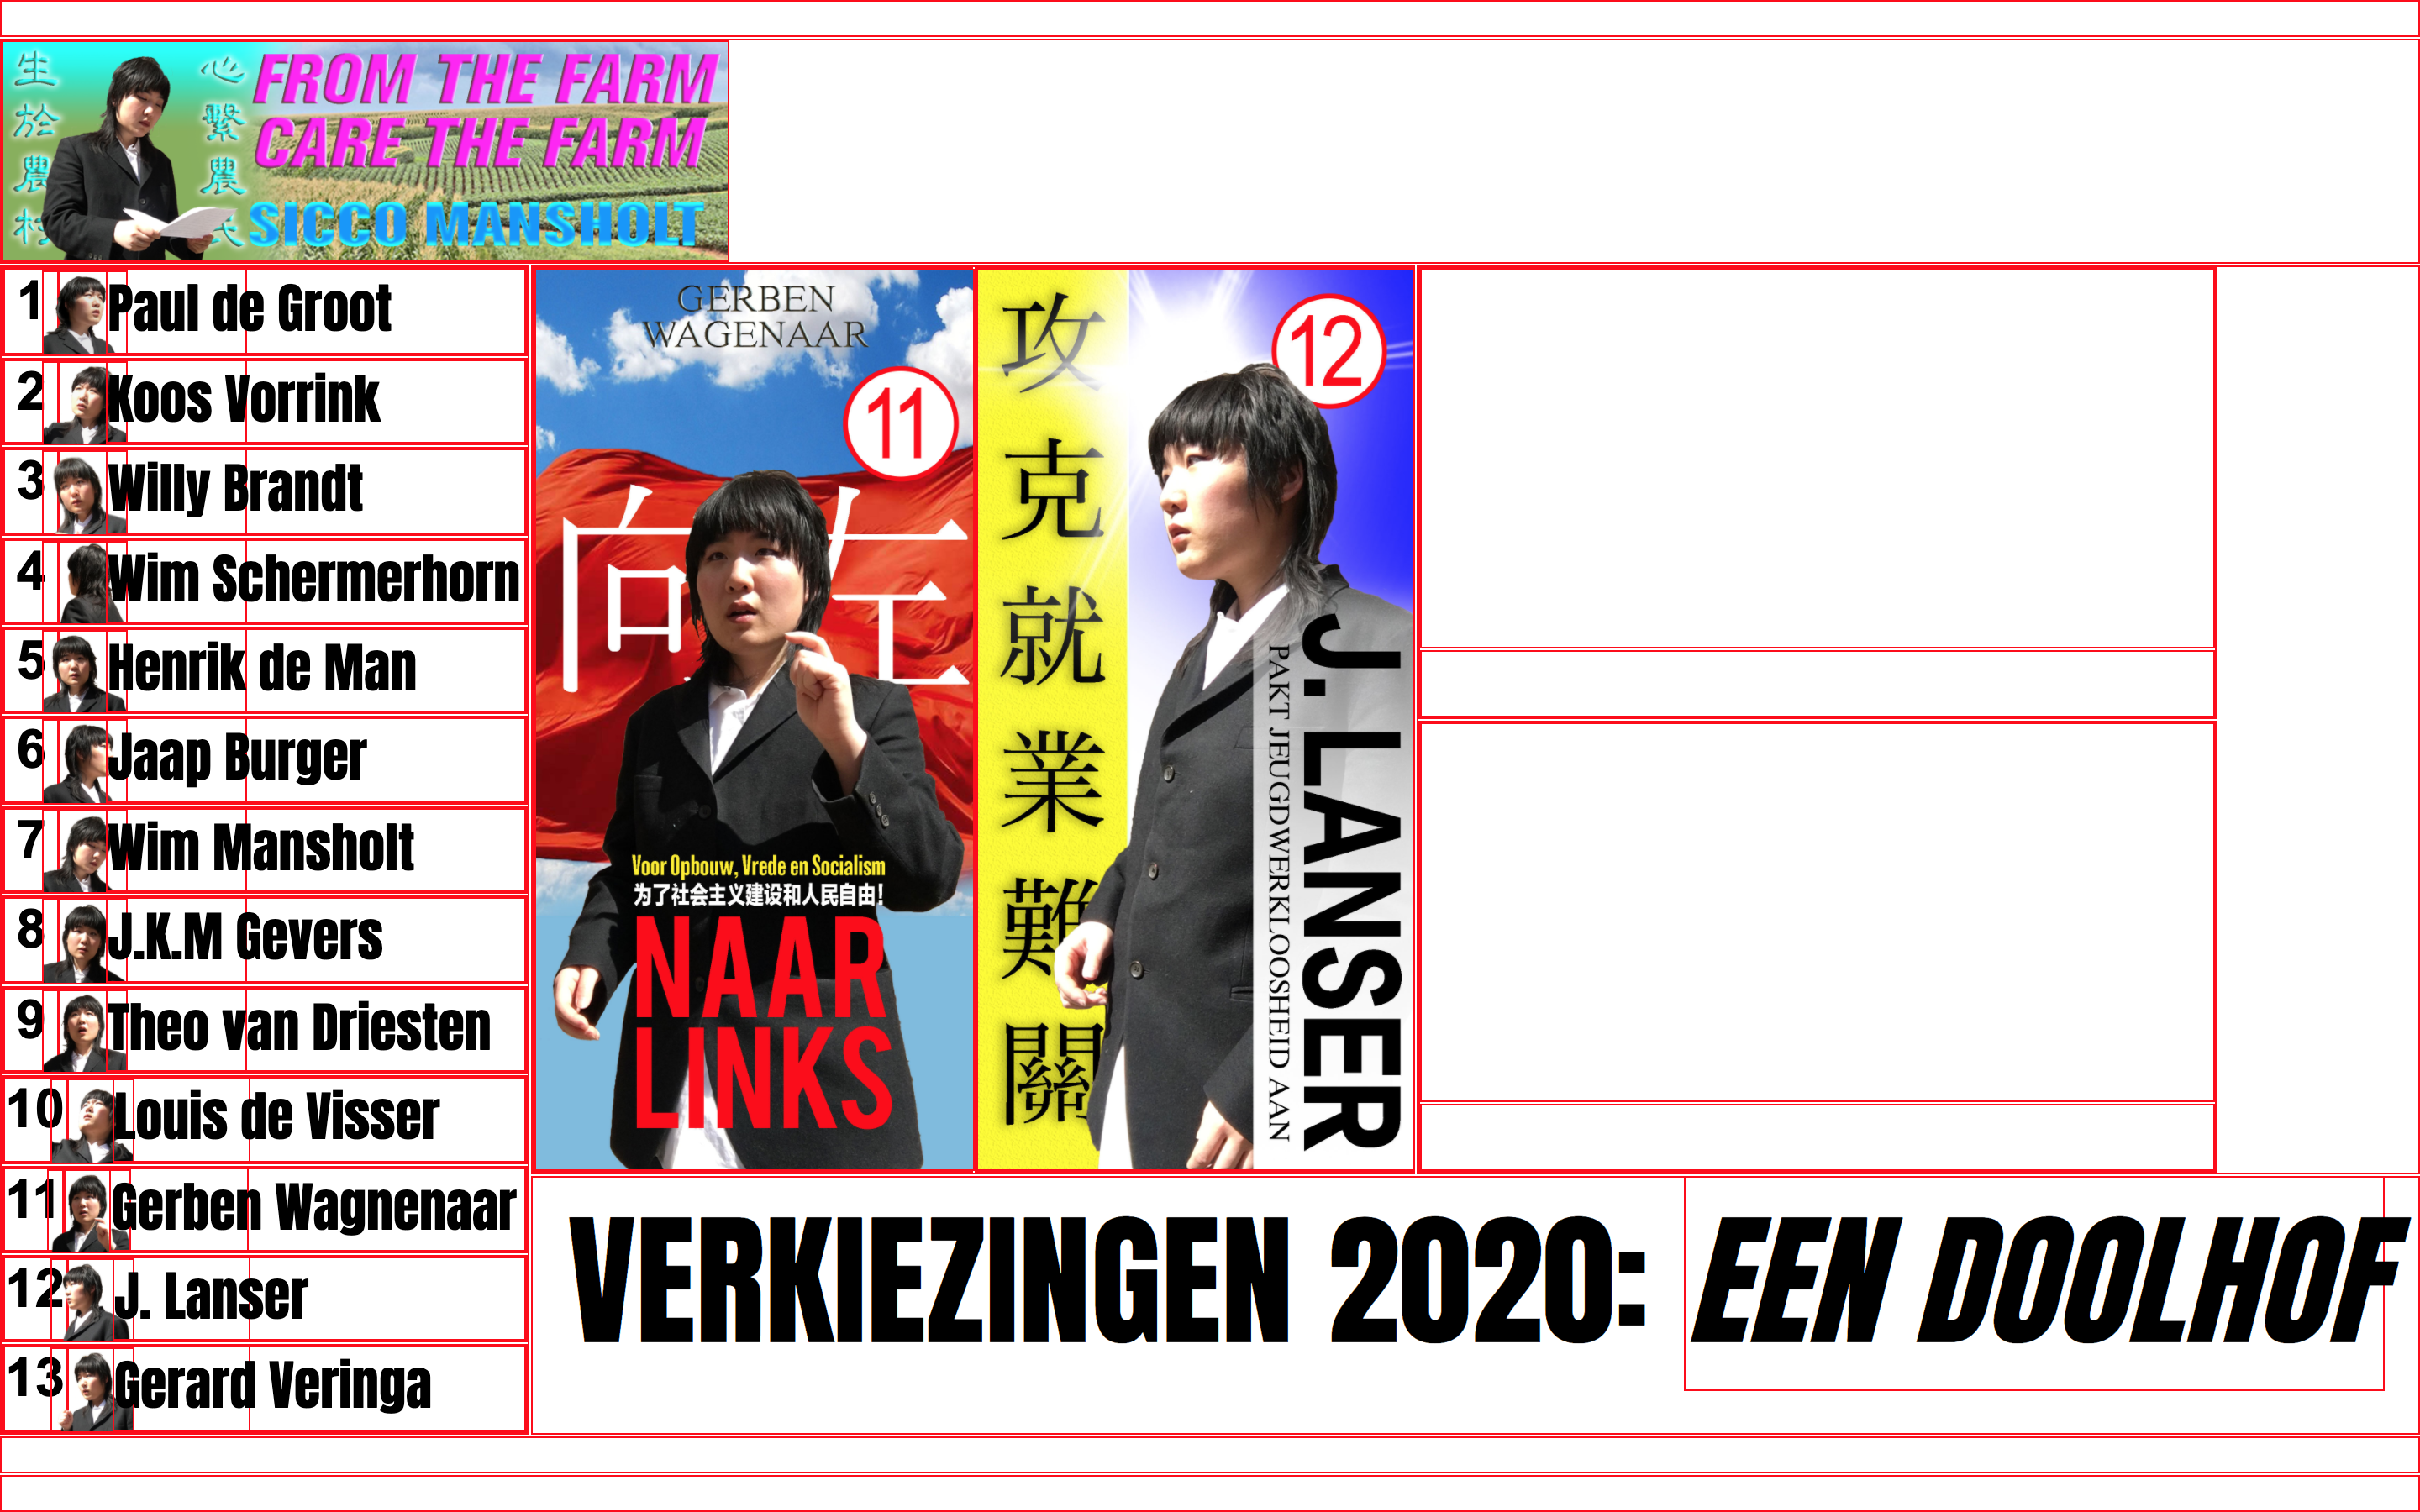 生於農村
心繫農民
FROM THE FARM
CARE THE FARM
SICCO MANSHOLT
1 Paul de Groot
2 Koos Vorrink
3 Willy Brandt
4 Wim Schermerhorn
5 Henrik de Man
6 Jaap Burger
7 Wim Mansholt
8 J.K.M Gevers
9 Theo van Driesten
10 Louis de Visser
11 Gerben Wagnenaar
12 J. Lanser
13 Gerard Veringa
GERBEN
WAGENAAR
11
向左
Voor Opbouw, Vrede en Socialism
为了社会主义建设和人民自由!
NAAR
LINKS
12
攻克就業難關
J. LANSER
PAKT JEUGDWERKLOOSHEID AAN
VERKIEZINGEN 2020: EEN DOOLHOF